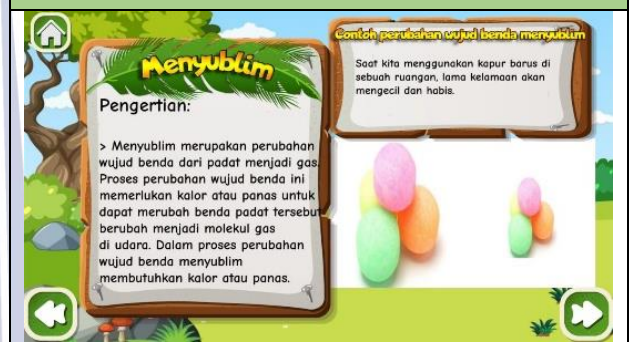 Menyublim
Pengertian:
> Menyublim merupakan perubahan
wujud benda dari padat menjadi gas.
Proses perubahan wujud benda ini
memerlukan kalor atau panas untuk
dapat merubah benda padat tersebut
berubah menjadi molekul gas
di udara. Dalam proses perubahan
wujud benda menyublim
membutuhkan kalor atau panas.
Contoh perubahan wujud benda menyublim
Saat kita menggunakan kapur barus di
sebuah ruangan, lama kelamaan akan
mengecil dan habis.